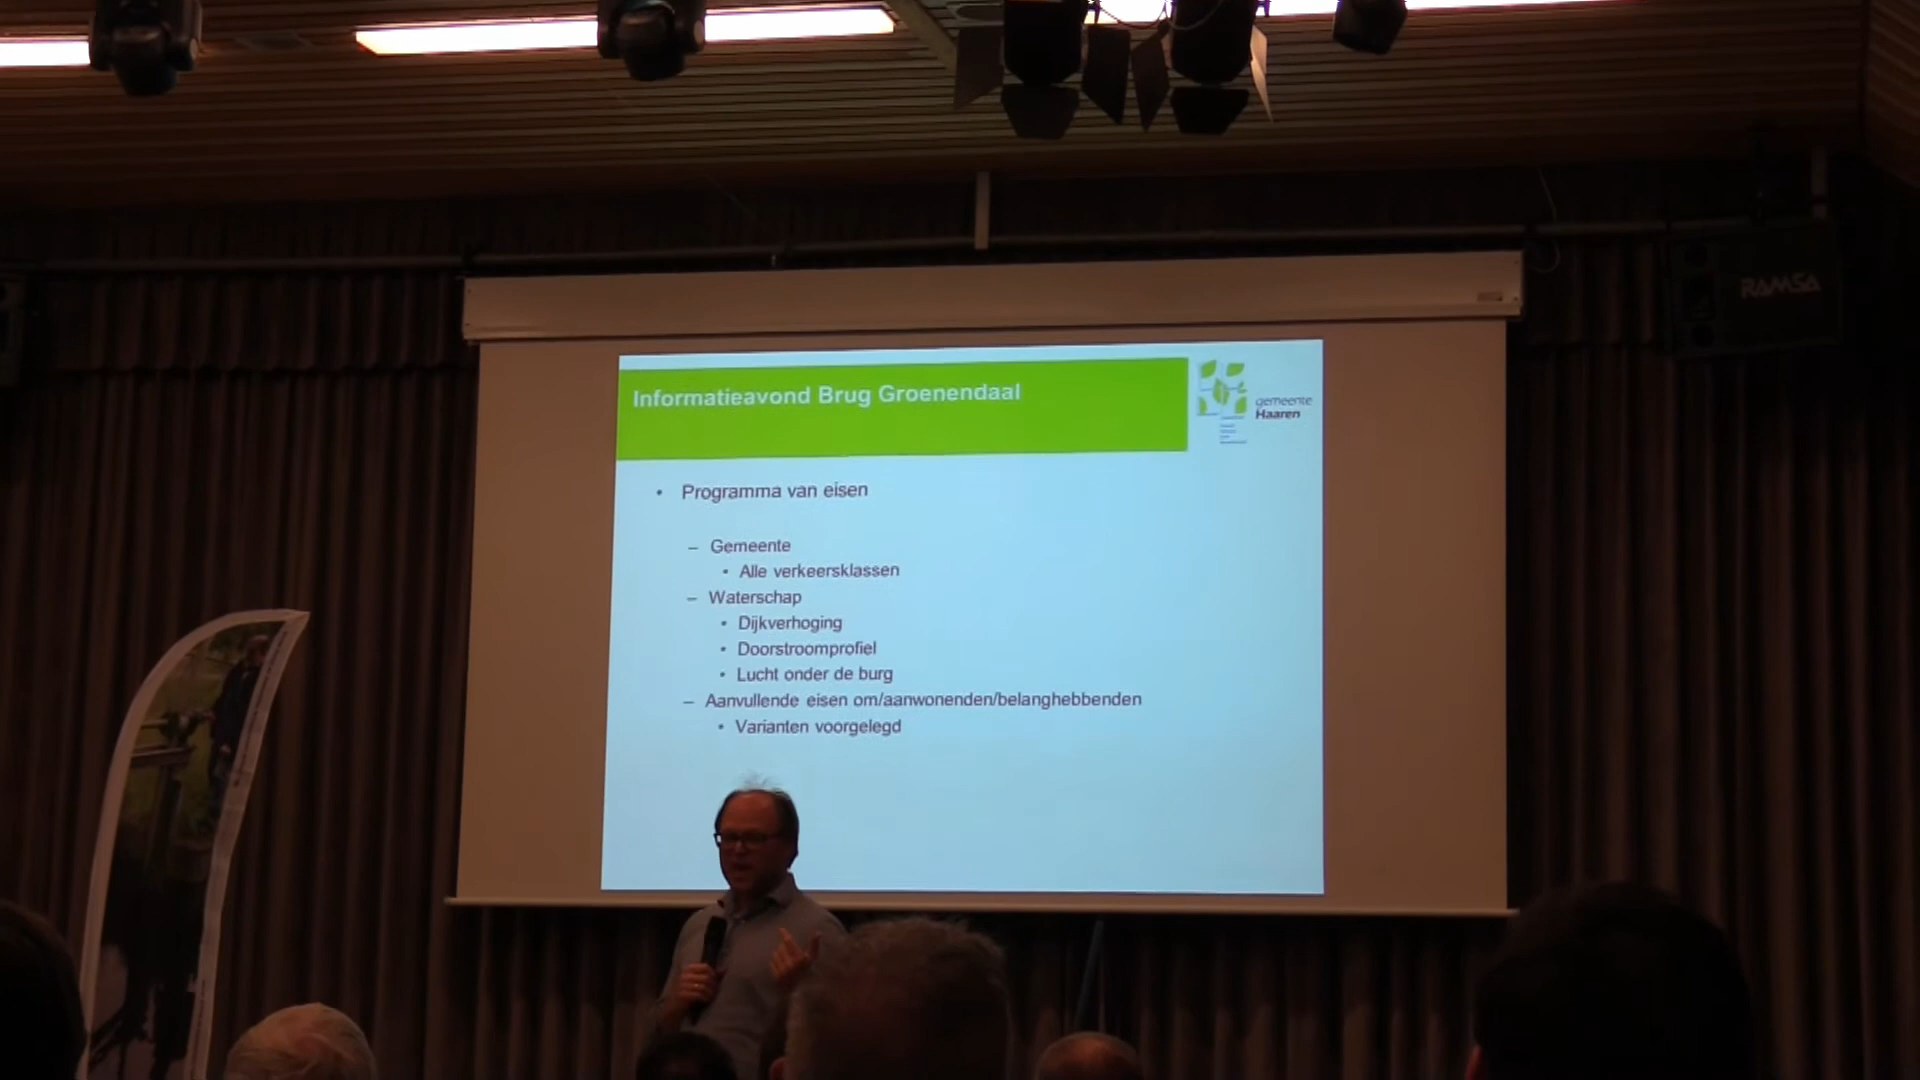 RAMSA
Informatieavond Brug Groenendaal
gemeente
Haaren
• Programma van eisen
– Gemeente
• Alle verkeersklassen
– Waterschap
• Dijkverhoging
• Doorstroomprofiel
• Lucht onder de burg
– Aanvullende eisen om/aanwonenden/belanghebbenden
• Varianten voorgelegd